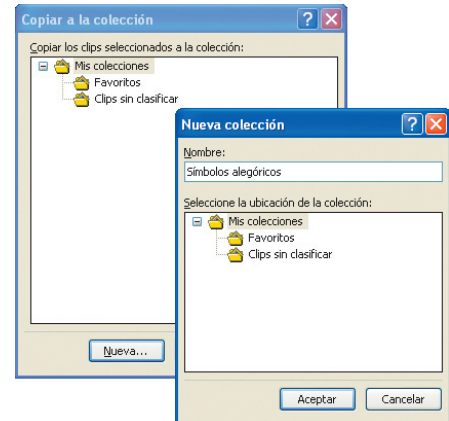 Copiar a la colección
Copiar los clips seleccionados a la colección:
Mis colecciones
Favoritos
Clips sin clasificar
Nueva...
Nueva colección
Nombre:
Símbolos alegóricos
Seleccione la ubicación de la colección:
Mis colecciones
Favoritos
Clips sin clasificar
Aceptar
Cancelar